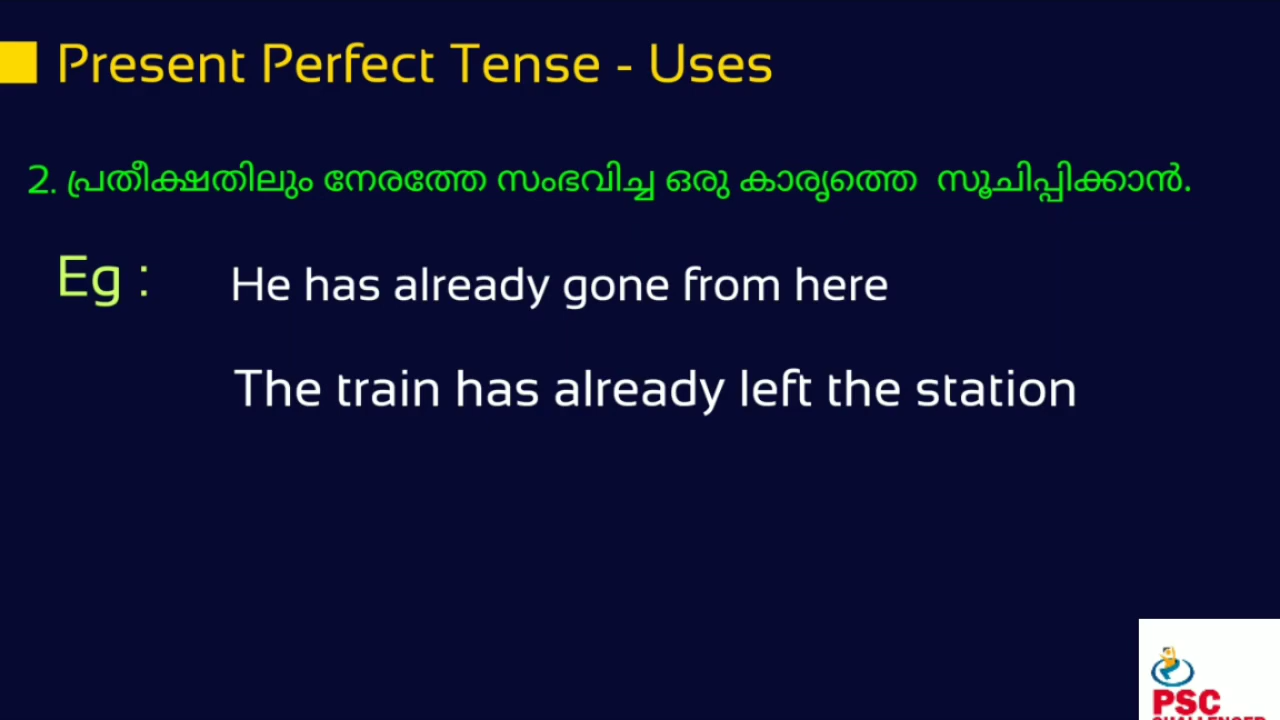 Present Perfect Tense - Uses
2. പ്രതീക്ഷതിലും നേരത്തേ സംഭവിച്ച ഒരു കാര്യത്തെ സൂചിപ്പിക്കാൻ.
Eg : He has already gone from here
The train has already left the station
PSC